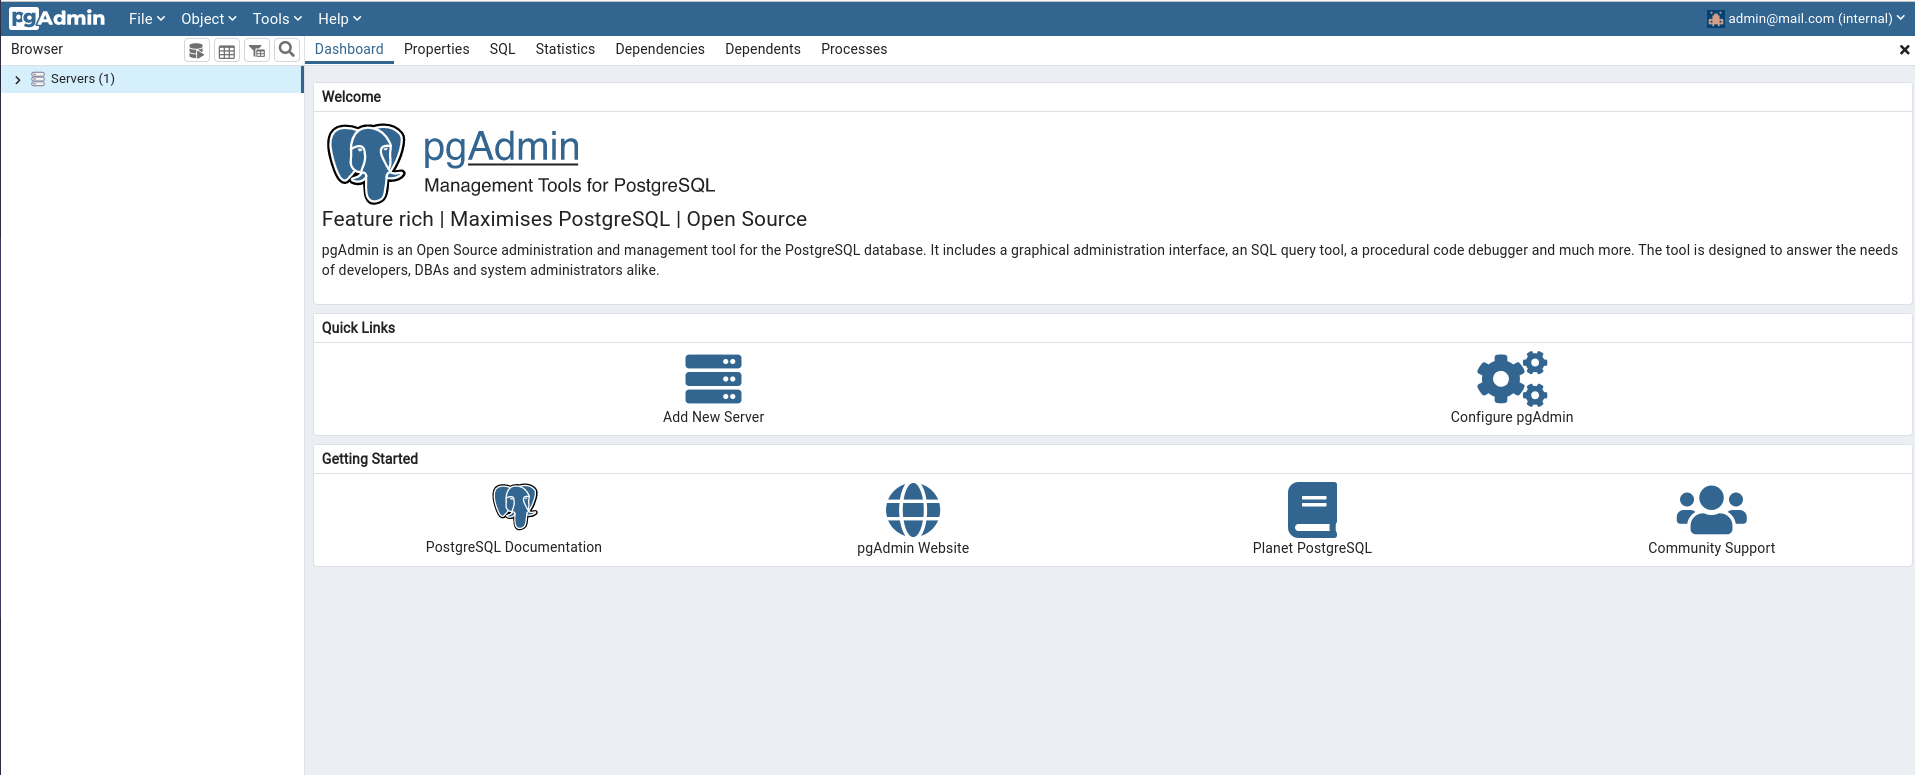 pgAdmin File Object Tools Help admin@mail.com (internal)
Browser Dashboard Properties SQL Statistics Dependencies Dependents Processes
Servers (1)
Welcome
pgAdmin
Management Tools for PostgreSQL
Feature rich | Maximises PostgreSQL | Open Source
pgAdmin is an Open Source administration and management tool for the PostgreSQL database. It includes a graphical administration interface, an SQL query tool, a procedural code debugger and much more. The tool is designed to answer the needs
of developers, DBAs and system administrators alike.
Quick Links
Add New Server Configure pgAdmin
Getting Started
PostgreSQL Documentation pgAdmin Website Planet PostgreSQL Community Support